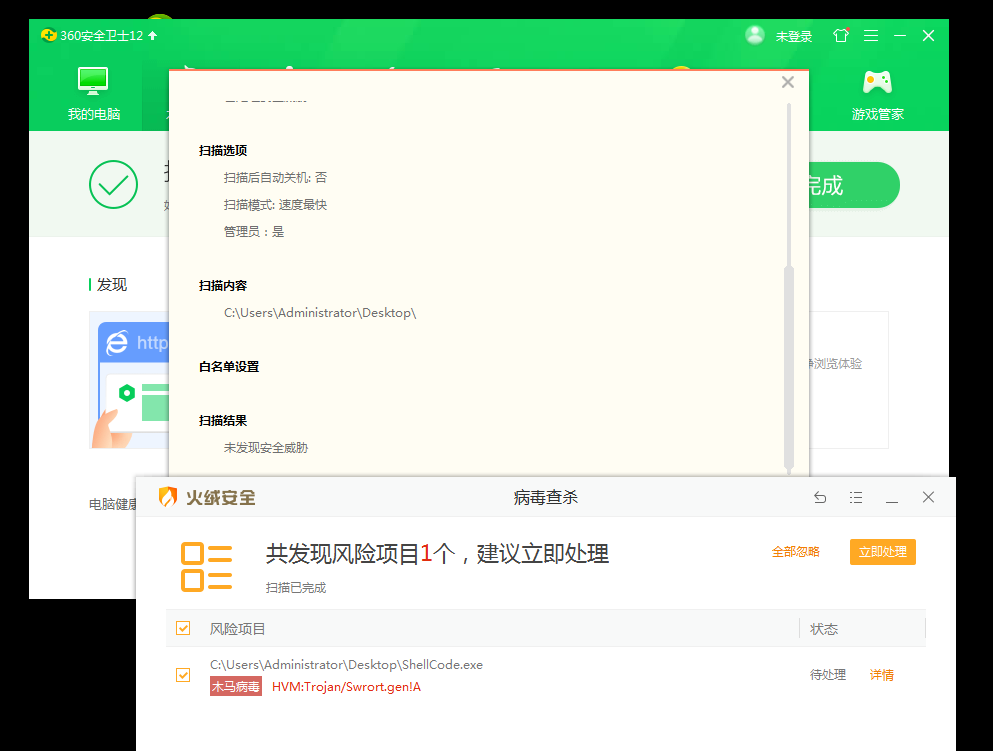 360安全卫士12
未登录
我的电脑
游戏管家
完成
扫描选项
扫描后自动关机: 否
扫描模式: 速度最快
管理员：是
发现
扫描内容
C:\Users\Administrator\Desktop\
http
白名单设置
浏览体验
扫描结果
未发现安全威胁
电脑健康
火绒安全
病毒查杀
共发现风险项目1个，建议立即处理
全部忽略
立即处理
扫描已完成
风险项目
状态
C:\Users\Administrator\Desktop\ShellCode.exe
待处理
详情
木马病毒 HVM:Trojan/Swrort.gen!A